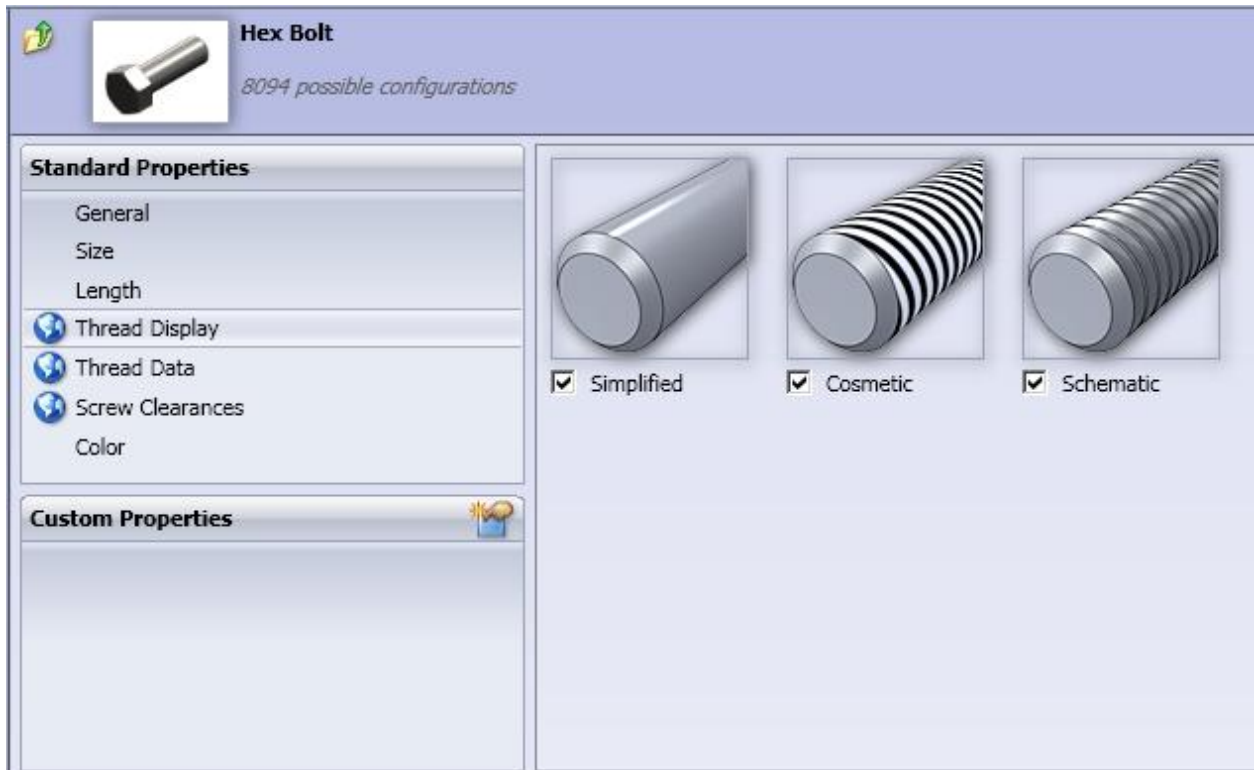 Hex Bolt
8094 possible configurations
Standard Properties
General
Size
Length
Thread Display
Thread Data
Screw Clearances
Color
Custom Properties
Simplified
Cosmetic
Schematic